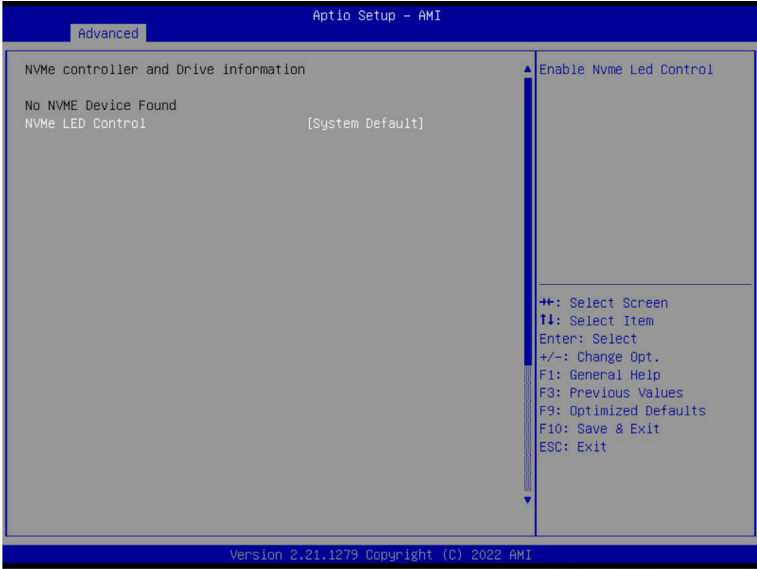 Aptio Setup – AMI
Advanced
NVMe controller and Drive information
No NVME Device Found
NVMe LED Control [System Default]
Enable Nvme Led Control
→←: Select Screen
↑↓: Select Item
Enter: Select
+/-: Change Opt.
F1: General Help
F3: Previous Values
F9: Optimized Defaults
F10: Save & Exit
ESC: Exit
Version 2.21.1279 Copyright (C) 2022 AMI